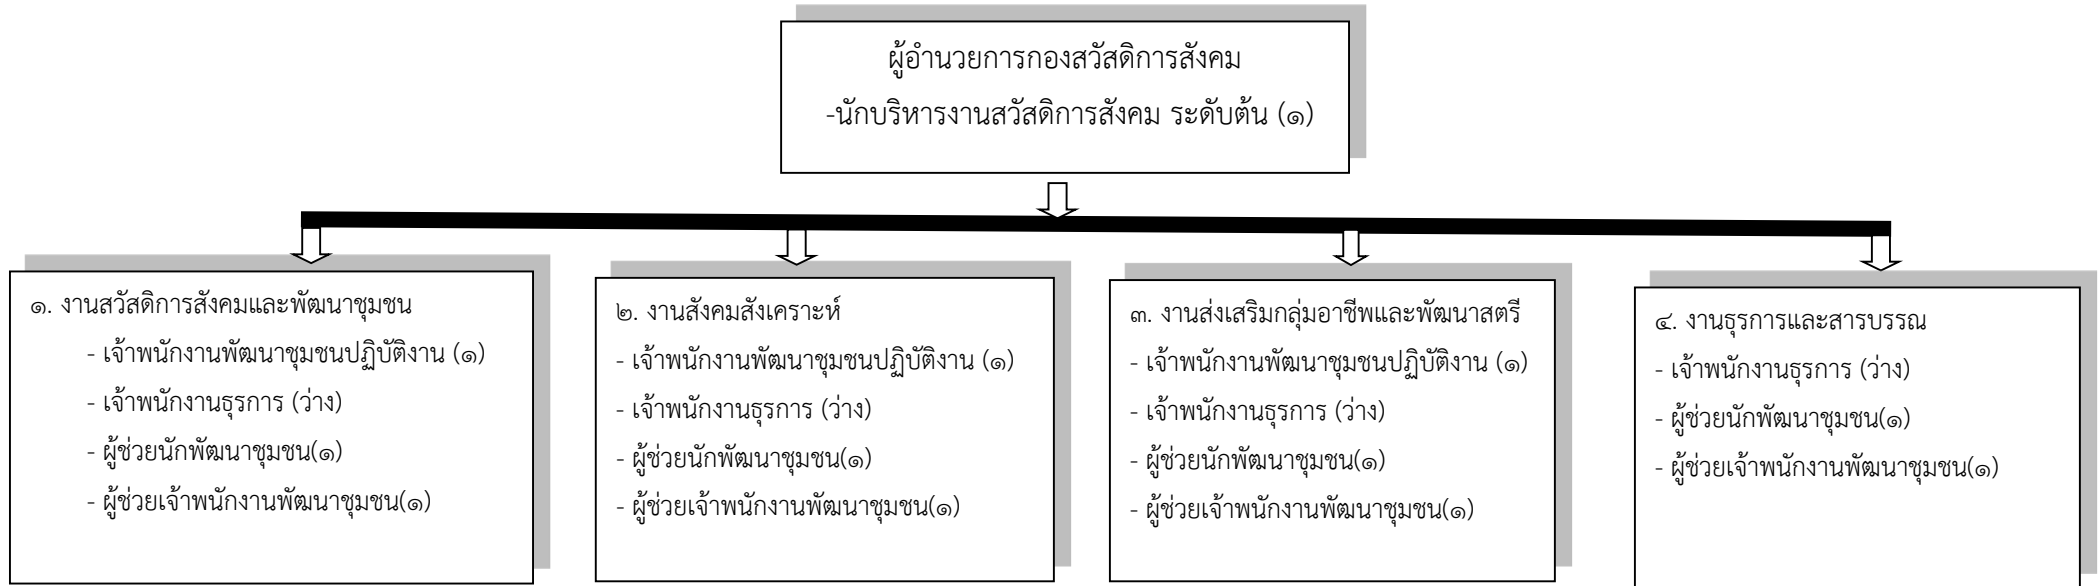 ผู้อำนวยการกองสวัสดิการสังคม
-นักบริหารงานสวัสดิการสังคม ระดับต้น (๑)
๑. งานสวัสดิการสังคมและพัฒนาชุมชน
- เจ้าพนักงานพัฒนาชุมชนปฏิบัติงาน (๑)
- เจ้าพนักงานธุรการ (ว่าง)
- ผู้ช่วยนักพัฒนาชุมชน(๑)
- ผู้ช่วยเจ้าพนักงานพัฒนาชุมชน(๑)
๒. งานสังคมสังเคราะห์
- เจ้าพนักงานพัฒนาชุมชนปฏิบัติงาน (๑)
- เจ้าพนักงานธุรการ (ว่าง)
- ผู้ช่วยนักพัฒนาชุมชน(๑)
- ผู้ช่วยเจ้าพนักงานพัฒนาชุมชน(๑)
๓. งานส่งเสริมกลุ่มอาชีพและพัฒนาสตรี
- เจ้าพนักงานพัฒนาชุมชนปฏิบัติงาน (๑)
- เจ้าพนักงานธุรการ (ว่าง)
- ผู้ช่วยนักพัฒนาชุมชน(๑)
- ผู้ช่วยเจ้าพนักงานพัฒนาชุมชน(๑)
๔. งานธุรการและสารบรรณ
- เจ้าพนักงานธุรการ (ว่าง)
- ผู้ช่วยนักพัฒนาชุมชน(๑)
- ผู้ช่วยเจ้าพนักงานพัฒนาชุมชน(๑)